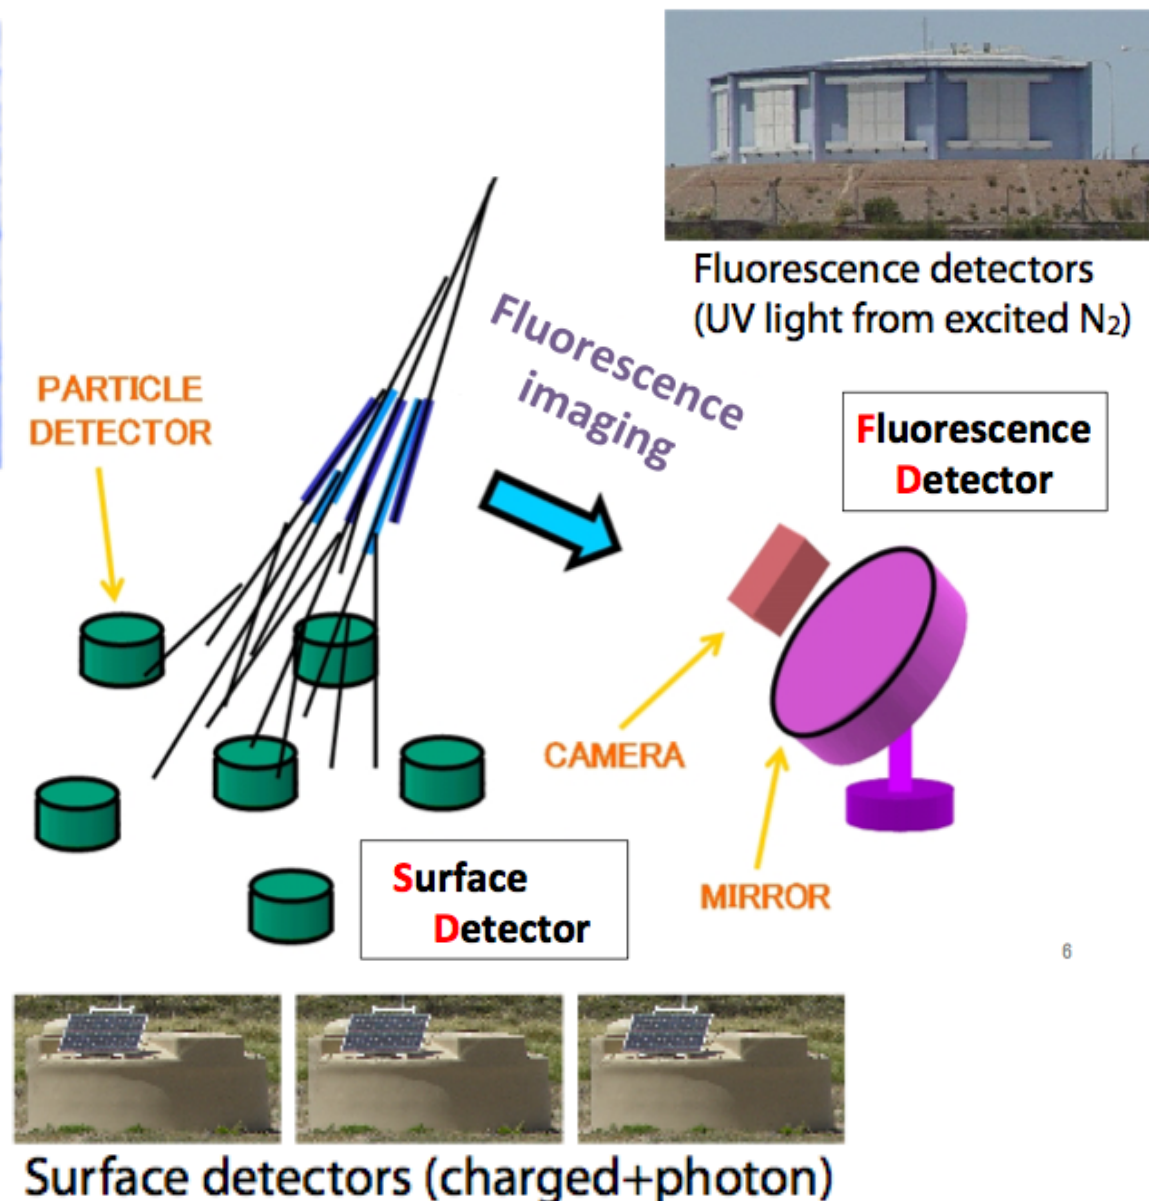 Fluorescence detectors
(UV light from excited N₂)
Fluorescence
imaging
PARTICLE
DETECTOR
Fluorescence
Detector
CAMERA
MIRROR
Surface
Detector
6
Surface detectors (charged+photon)